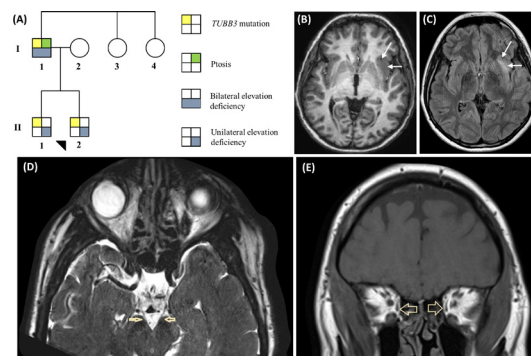 (A)
TUBB3 mutation
I
1
2
3
4
Ptosis
Bilateral elevation
deficiency
II
1
2
Unilateral elevation
deficiency
(B)
(C)
(D)
(E)